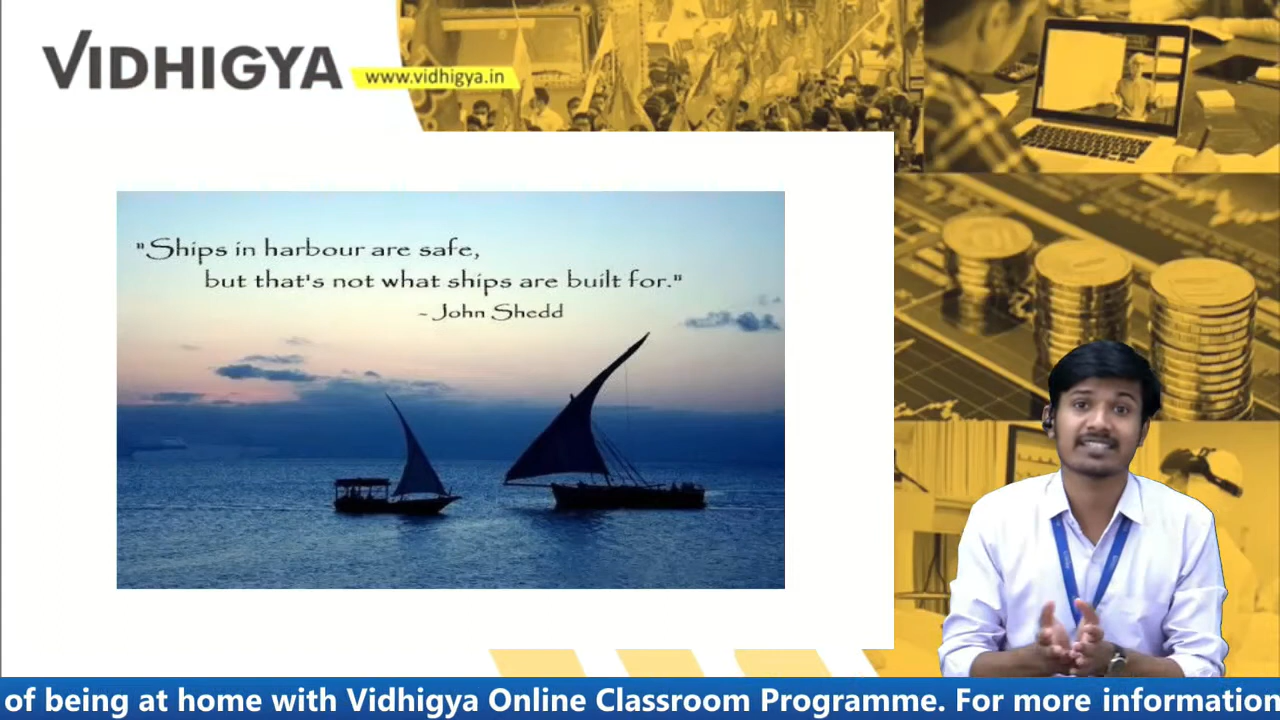 VIDHIGYA
www.vidhigya.in
"Ships in harbour are safe,
but that's not what ships are built for."
~ John Shedd
of being at home with Vidhigya Online Classroom Programme. For more information